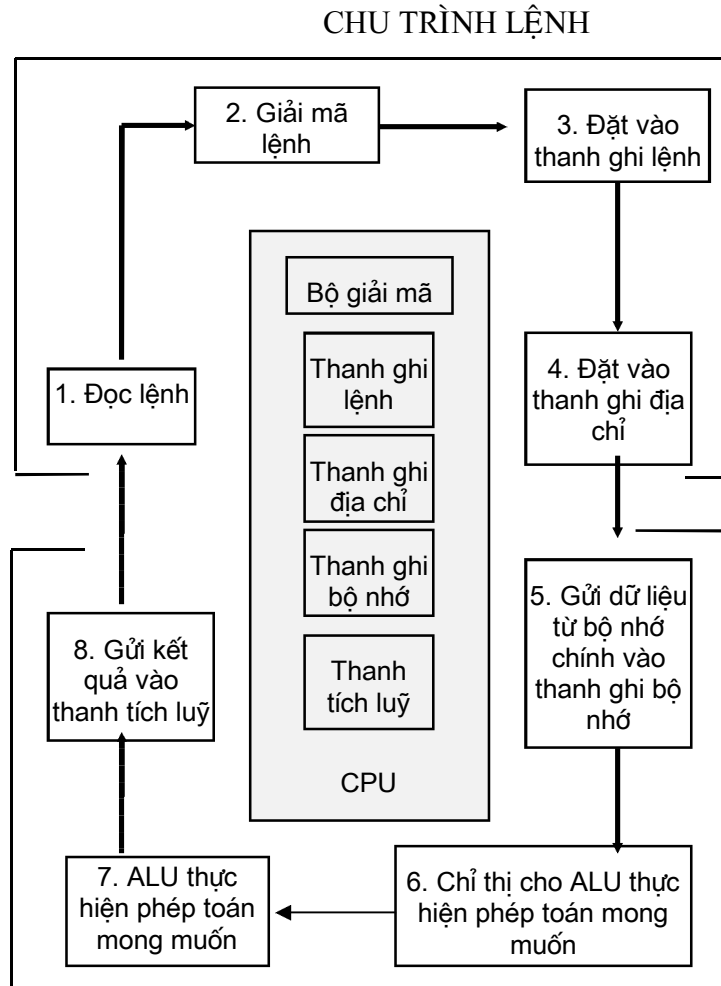 CHU TRÌNH LỆNH
2. Giải mã
lệnh
3. Đặt vào
thanh ghi lệnh
Bộ giải mã
Thanh ghi
lệnh
1. Đọc lệnh
4. Đặt vào
thanh ghi địa
chỉ
Thanh ghi
địa chỉ
Thanh ghi
bộ nhớ
5. Gửi dữ liệu
từ bộ nhớ
chính vào
thanh ghi bộ
nhớ
8. Gửi kết
quả vào
thanh tích luỹ
Thanh
tích luỹ
CPU
7. ALU thực
hiện phép toán
mong muốn
6. Chỉ thị cho ALU thực
hiện phép toán mong
muốn